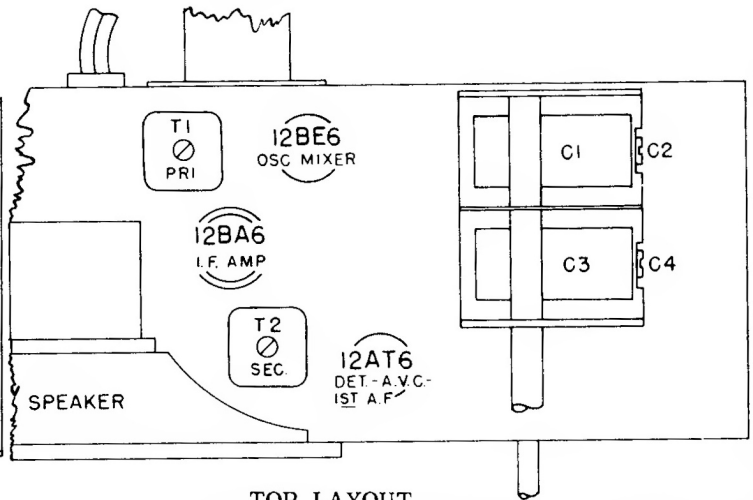 T1
PRI
12BE6
OSC MIXER
C1
C2
12BA6
I.F. AMP
C3
C4
T2
SEC.
12AT6
DET.-A.V.C.-
1ST A.F.
SPEAKER
TOP LAYOUT